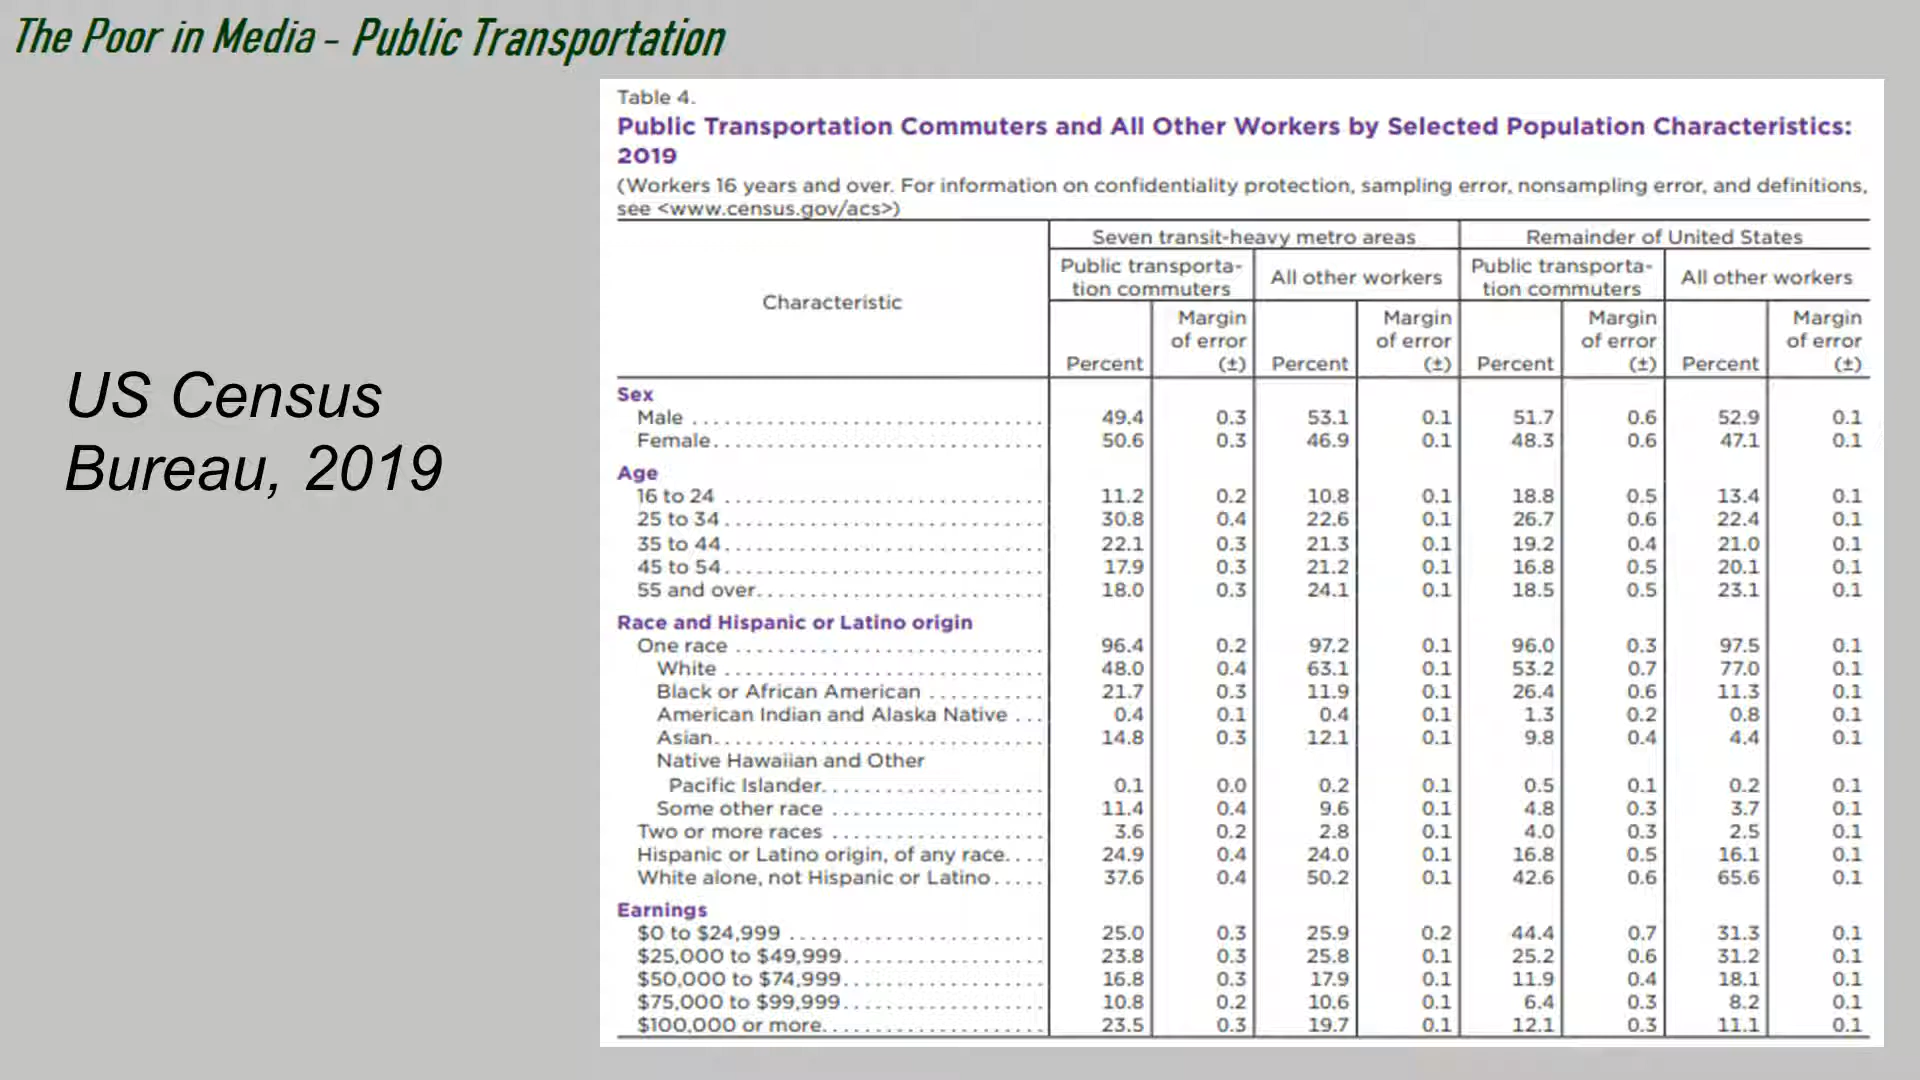 The Poor in Media - Public Transportation
US Census
Bureau, 2019
Table 4.
Public Transportation Commuters and All Other Workers by Selected Population Characteristics:
2019
(Workers 16 years and over. For information on confidentiality protection, sampling error, nonsampling error, and definitions,
see <www.census.gov/acs>)
Characteristic
Seven transit-heavy metro areas
Remainder of United States
Public transporta-
tion commuters
All other workers
Public transporta-
tion commuters
All other workers
Percent
Margin
of error
(±)
Percent
Margin
of error
(±)
Percent
Margin
of error
(±)
Percent
Margin
of error
(±)
Sex
Male 49.4 0.3 53.1 0.1 51.7 0.6 52.9 0.1
Female 50.6 0.3 46.9 0.1 48.3 0.6 47.1 0.1
Age
16 to 24 11.2 0.2 10.8 0.1 18.8 0.5 13.4 0.1
25 to 34 30.8 0.4 22.6 0.1 26.7 0.6 22.4 0.1
35 to 44 22.1 0.3 21.3 0.1 19.2 0.4 21.0 0.1
45 to 54 17.9 0.3 21.2 0.1 16.8 0.5 20.1 0.1
55 and over 18.0 0.3 24.1 0.1 18.5 0.5 23.1 0.1
Race and Hispanic or Latino origin
One race 96.4 0.2 97.2 0.1 96.0 0.3 97.5 0.1
White 48.0 0.4 63.1 0.1 53.2 0.7 77.0 0.1
Black or African American 21.7 0.3 11.9 0.1 26.4 0.6 11.3 0.1
American Indian and Alaska Native 0.4 0.1 0.4 0.1 1.3 0.2 0.8 0.1
Asian 14.8 0.3 12.1 0.1 9.8 0.4 4.4 0.1
Native Hawaiian and Other
Pacific Islander 0.1 0.0 0.2 0.1 0.5 0.1 0.2 0.1
Some other race 11.4 0.4 9.6 0.1 4.8 0.3 3.7 0.1
Two or more races 3.6 0.2 2.8 0.1 4.0 0.3 2.5 0.1
Hispanic or Latino origin, of any race 24.9 0.4 24.0 0.1 16.8 0.5 16.1 0.1
White alone, not Hispanic or Latino 37.6 0.4 50.2 0.1 42.6 0.6 65.6 0.1
Earnings
$0 to $24,999 25.0 0.3 25.9 0.2 44.4 0.7 31.3 0.1
$25,000 to $49,999 23.8 0.3 25.8 0.1 25.2 0.6 31.2 0.1
$50,000 to $74,999 16.8 0.3 17.9 0.1 11.9 0.4 18.1 0.1
$75,000 to $99,999 10.8 0.2 10.6 0.1 6.4 0.3 8.2 0.1
$100,000 or more 23.5 0.3 19.7 0.1 12.1 0.3 11.1 0.1